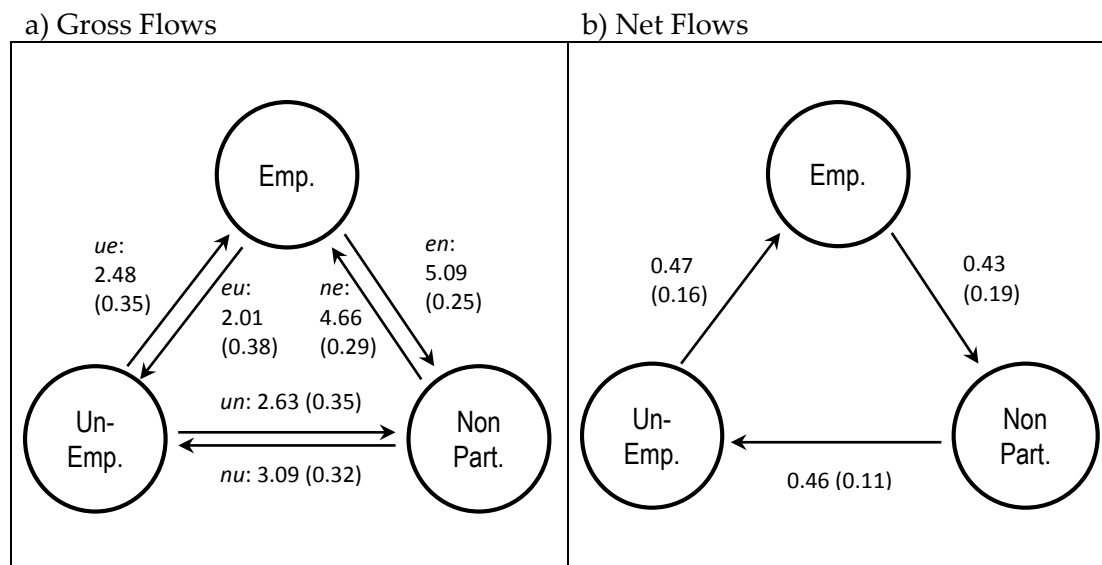 a) Gross Flows
Emp.
ue:
2.48
(0.35)
eu:
2.01
(0.38)
ne:
4.66
(0.29)
en:
5.09
(0.25)
Un-
Emp.
un: 2.63 (0.35)
nu: 3.09 (0.32)
Non
Part.
b) Net Flows
Emp.
0.47
(0.16)
0.43
(0.19)
Un-
Emp.
0.46 (0.11)
Non
Part.